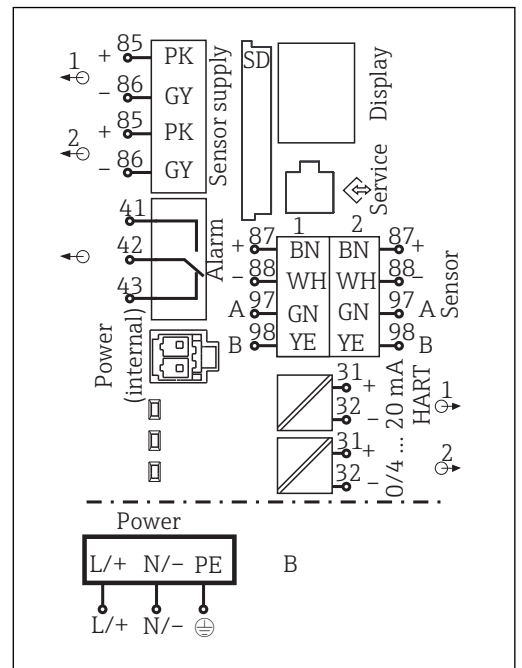 1 + 85 PK
- 86 GY
2 + 85 PK
- 86 GY
Sensor supply
SD
Display
Service
41
42
43
Alarm
1 2
+ 87 BN BN 87 +
- 88 WH WH 88 -
A 97 GN GN 97 A
B 98 YE YE 98 B
Sensor
Power
(internal)
31 +
32 -
31 +
32 -
0/4 ... 20 mA
HART
1
2
Power
L/+ N/- PE
B
L/+ N/-